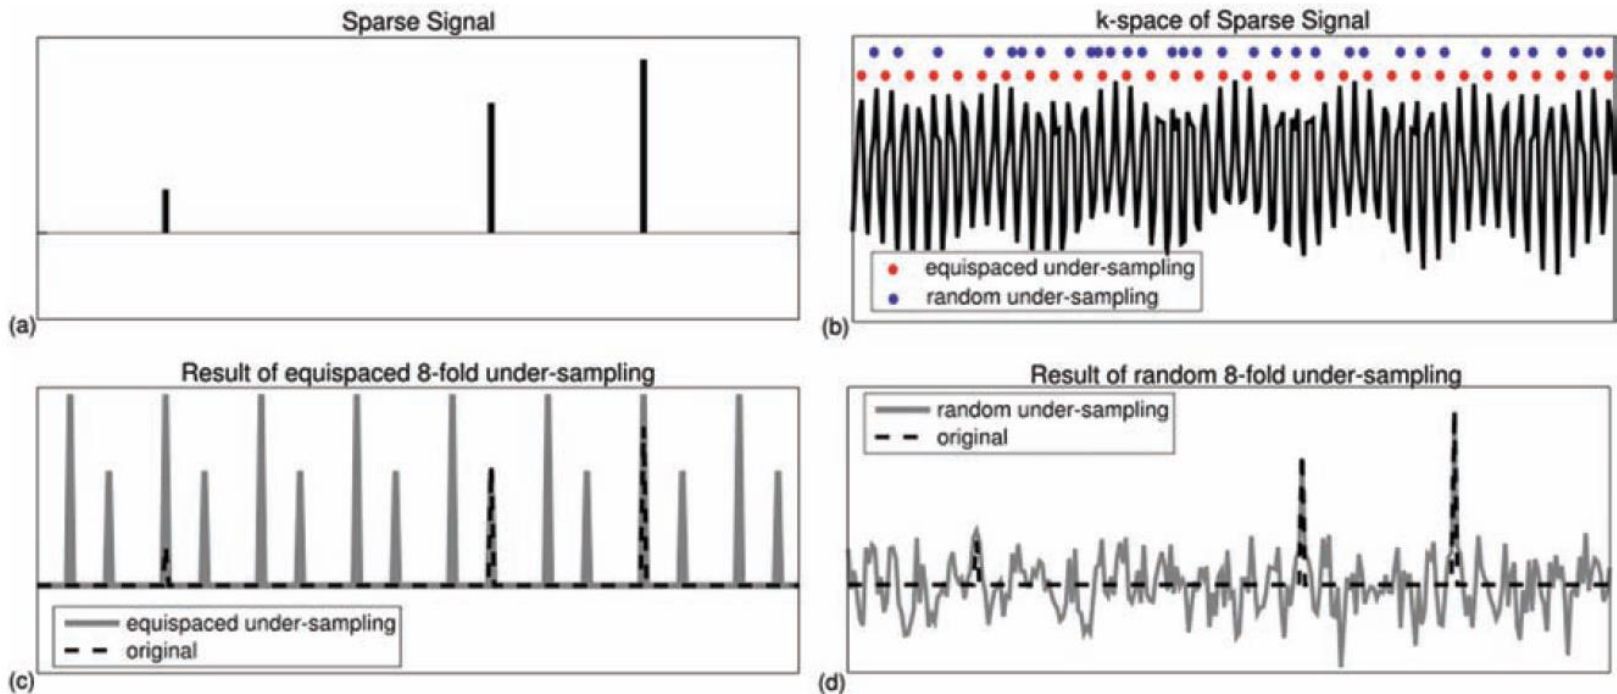 Sparse Signal
(a)
k-space of Sparse Signal
equispaced under-sampling
random under-sampling
(b)
Result of equispaced 8-fold under-sampling
equispaced under-sampling
original
(c)
Result of random 8-fold under-sampling
random under-sampling
original
(d)